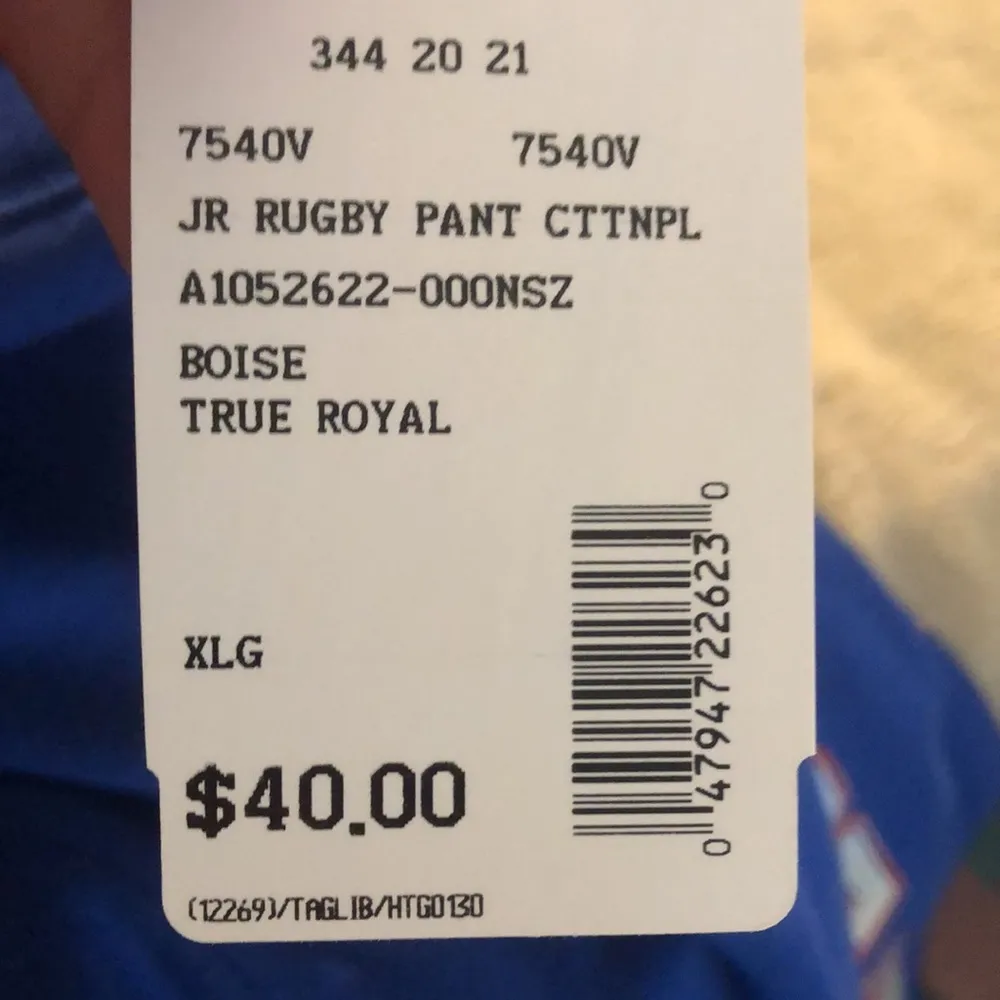 344 20 21
7540V 7540V
JR RUGBY PANT CTTNPL
A1052622-000NSZ
BOISE
TRUE ROYAL
XLG
$40.00
0 47947 22623 0
(12269)/TAGLIB/HTG0130